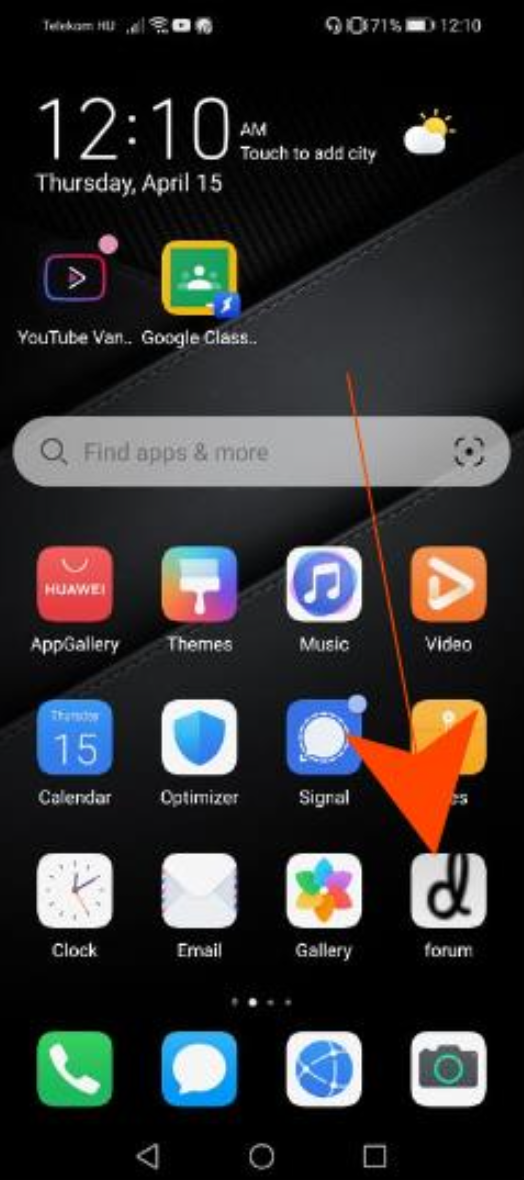 Telekom HU 71% 12:10
12:10 AM
Touch to add city
Thursday, April 15
YouTube Van.. Google Class..
Find apps & more
HUAWEI
AppGallery Themes Music Video
Thursday
15
Calendar Optimizer Signal es
d
Clock Email Gallery forum